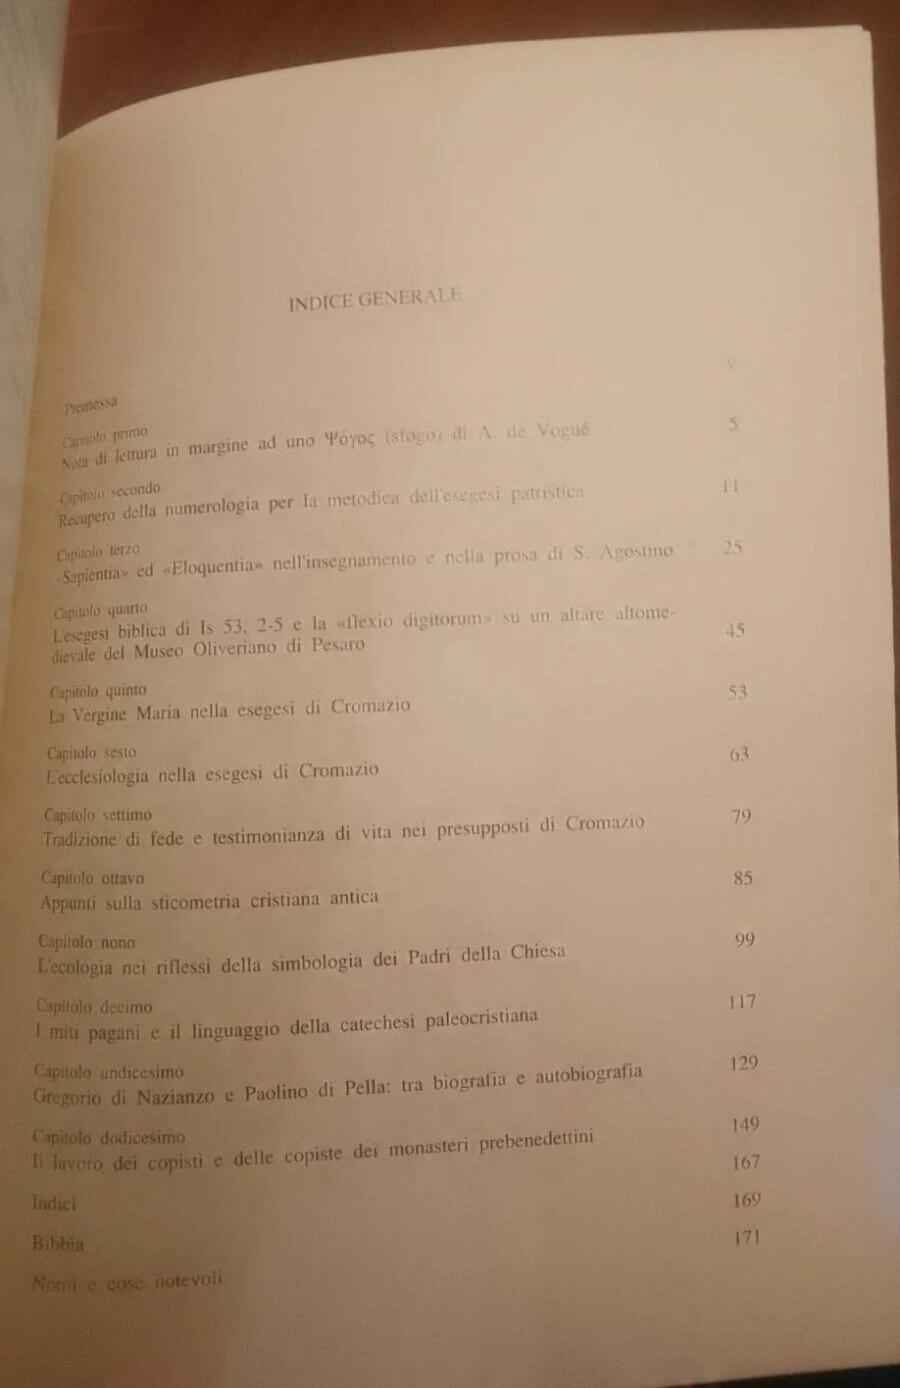 INDICE GENERALE
Premessa V
Capitolo primo
Nota di lettura in margine ad uno Ψόγος (sfogo) di A. de Vogué 5
Capitolo secondo
Recupero della numerologia per la metodica dell'esegesi patristica 11
Capitolo terzo
«Sapientia» ed «Eloquentia» nell'insegnamento e nella prosa di S. Agostino 25
Capitolo quarto
L'esegesi biblica di Is 53, 2-5 e la «flexio digitorum» su un altare altome-
dievale del Museo Oliveriano di Pesaro 45
Capitolo quinto
La Vergine Maria nella esegesi di Cromazio 53
Capitolo sesto
L'ecclesiologia nella esegesi di Cromazio 63
Capitolo settimo
Tradizione di fede e testimonianza di vita nei presupposti di Cromazio 79
Capitolo ottavo
Appunti sulla sticometria cristiana antica 85
Capitolo nono
L'ecologia nei riflessi della simbologia dei Padri della Chiesa 99
Capitolo decimo
I miti pagani e il linguaggio della catechesi paleocristiana 117
Capitolo undicesimo
Gregorio di Nazianzo e Paolino di Pella: tra biografia e autobiografia 129
Capitolo dodicesimo
Il lavoro dei copisti e delle copiste dei monasteri prebenedettini 149
Indici 167
Bibbia 169
Nomi e cose notevoli 171